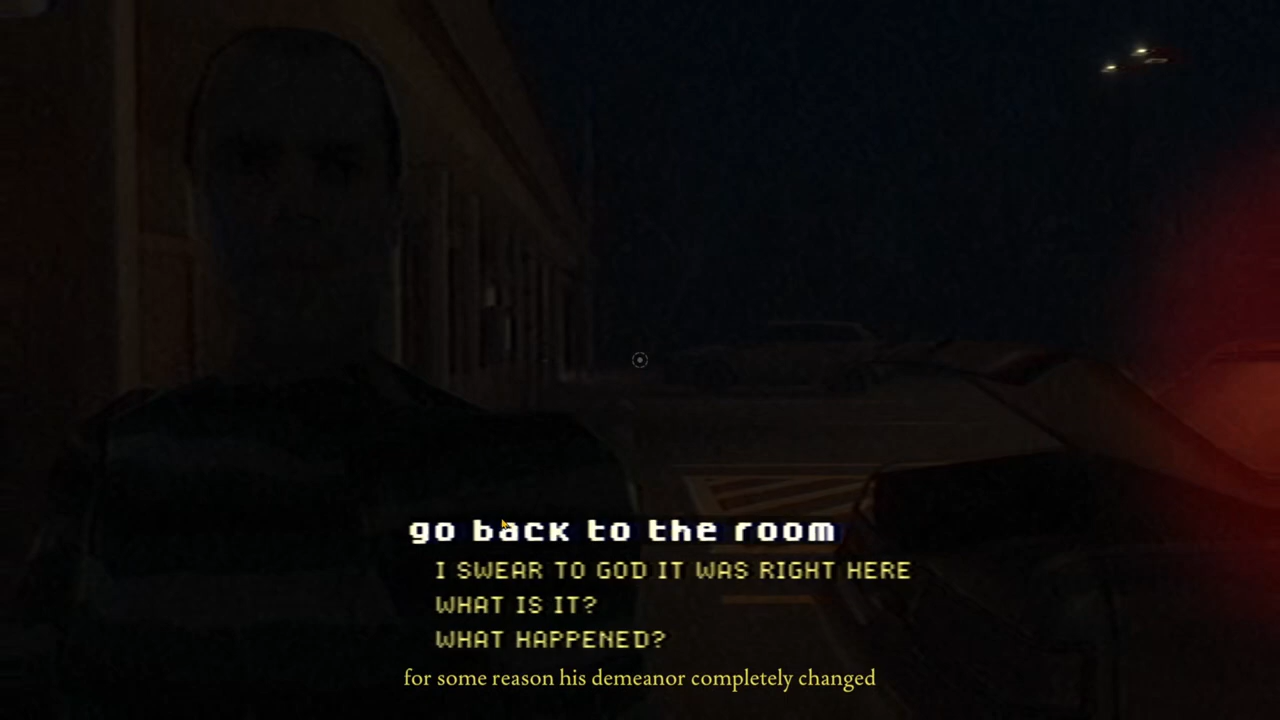 go back to the room
I SWEAR TO GOD IT WAS RIGHT HERE
WHAT IS IT?
WHAT HAPPENED?
for some reason his demeanor completely changed